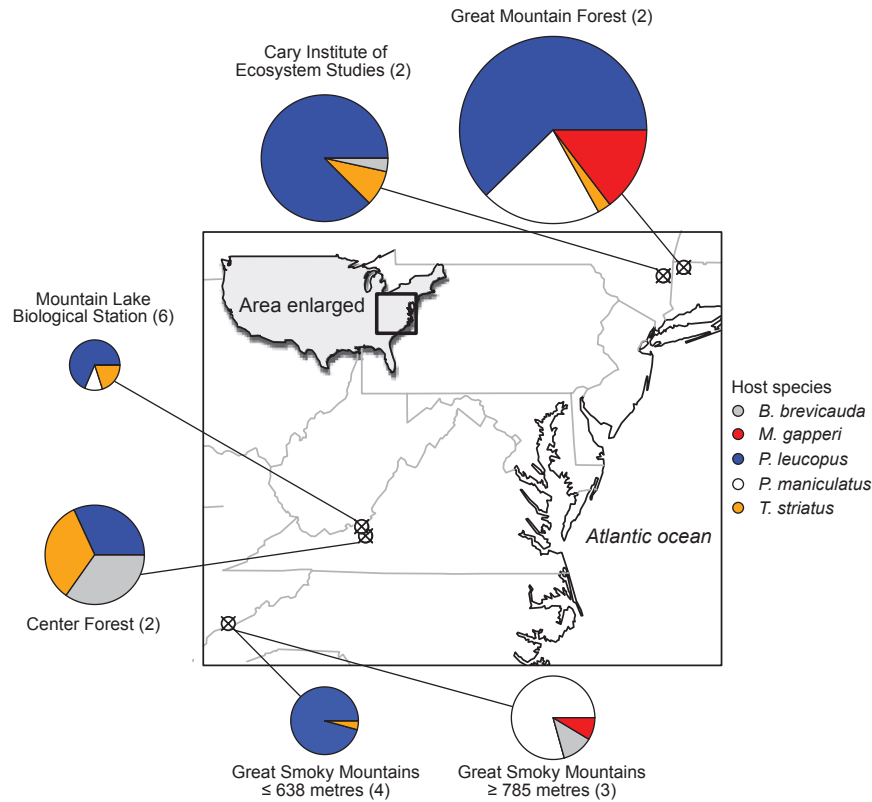 Great Mountain Forest (2)
Cary Institute of
Ecosystem Studies (2)
Area enlarged
Mountain Lake
Biological Station (6)
Host species
B. brevicauda
M. gapperi
P. leucopus
P. maniculatus
T. striatus
Atlantic ocean
Center Forest (2)
Great Smoky Mountains
≤ 638 metres (4)
Great Smoky Mountains
≥ 785 metres (3)